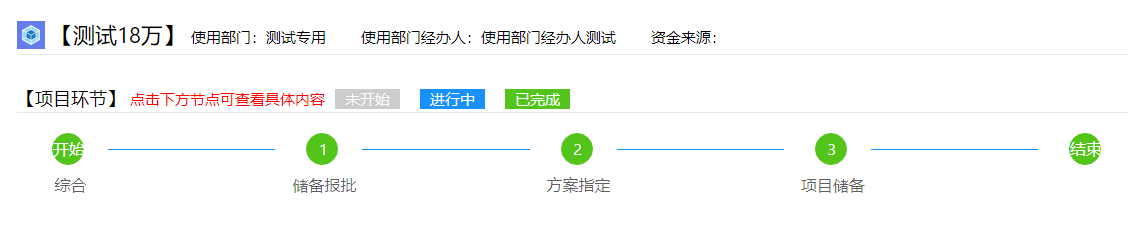 【测试18万】 使用部门：测试专用 使用部门经办人：使用部门经办人测试 资金来源：
【项目环节】 点击下方节点可查看具体内容 未开始 进行中 已完成
开始 1 2 3 结束
综合 储备报批 方案指定 项目储备